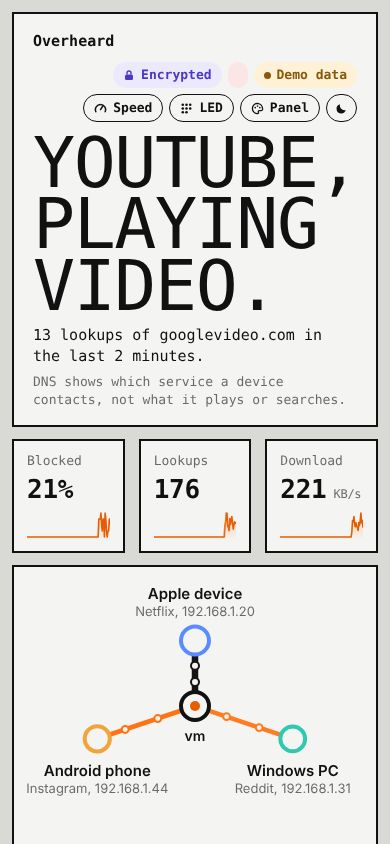 Overheard
Encrypted
Demo data
Speed
LED
Panel
YOUTUBE,
PLAYING
VIDEO.
13 lookups of googlevideo.com in
the last 2 minutes.
DNS shows which service a device
contacts, not what it plays or searches.
Blocked
21%
Lookups
176
Download
221 KB/s
Apple device
Netflix, 192.168.1.20
vm
Android phone
Instagram, 192.168.1.44
Windows PC
Reddit, 192.168.1.31